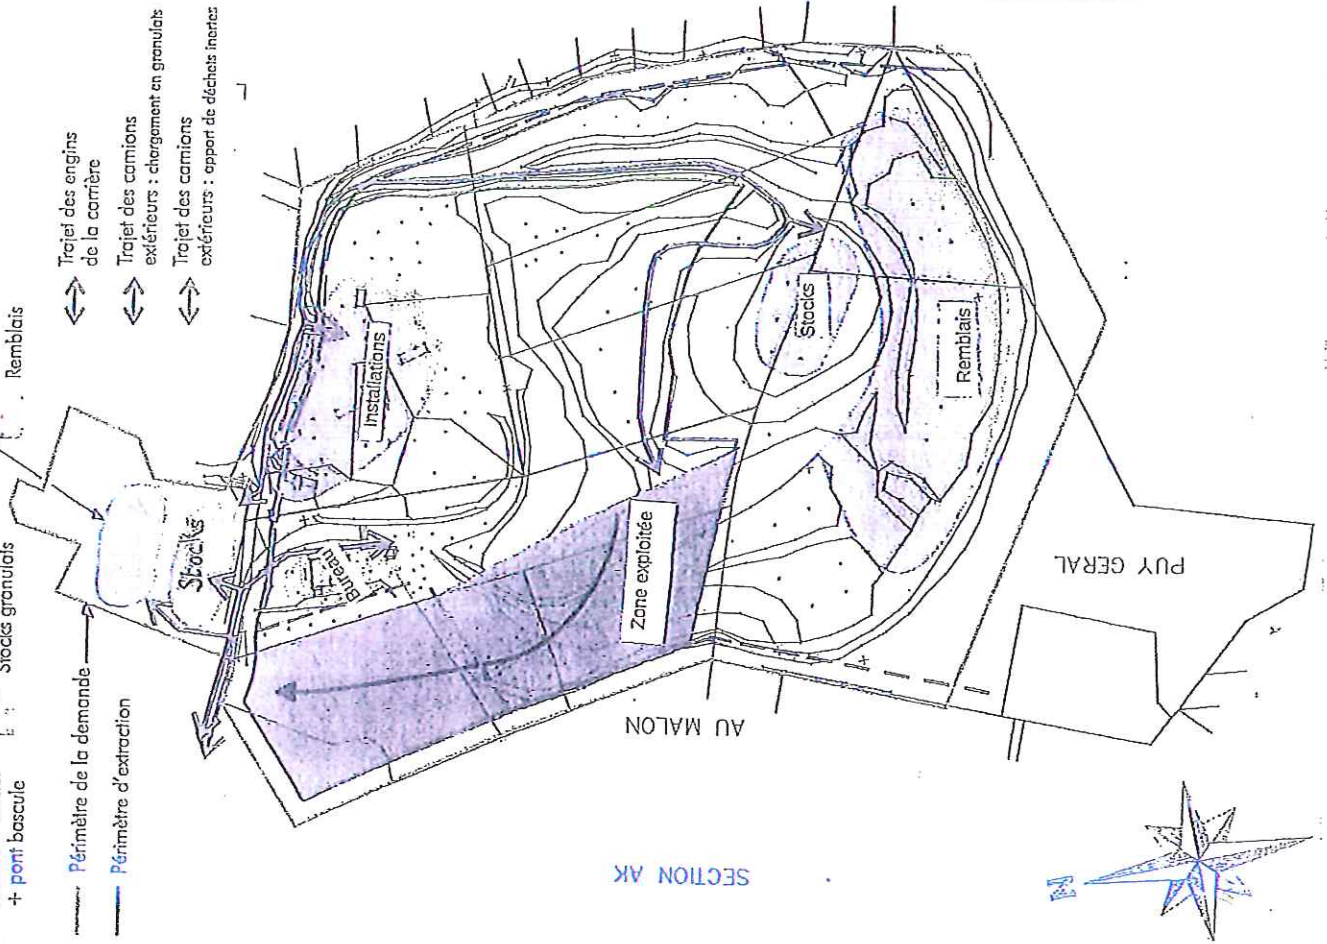 + pont bascule
Stocks granulats
Remblais
Périmètre de la demande
Périmètre d'extraction
Trajet des engins
de la carrière
Trajet des camions
extérieurs : chargement en granulats
Trajet des camions
extérieurs : apport de déchets inertes
Stocks
Bureau
Installations
Zone exploitée
Stocks
Remblais
AU MALON
PUY GERAL
SECTION AK
N